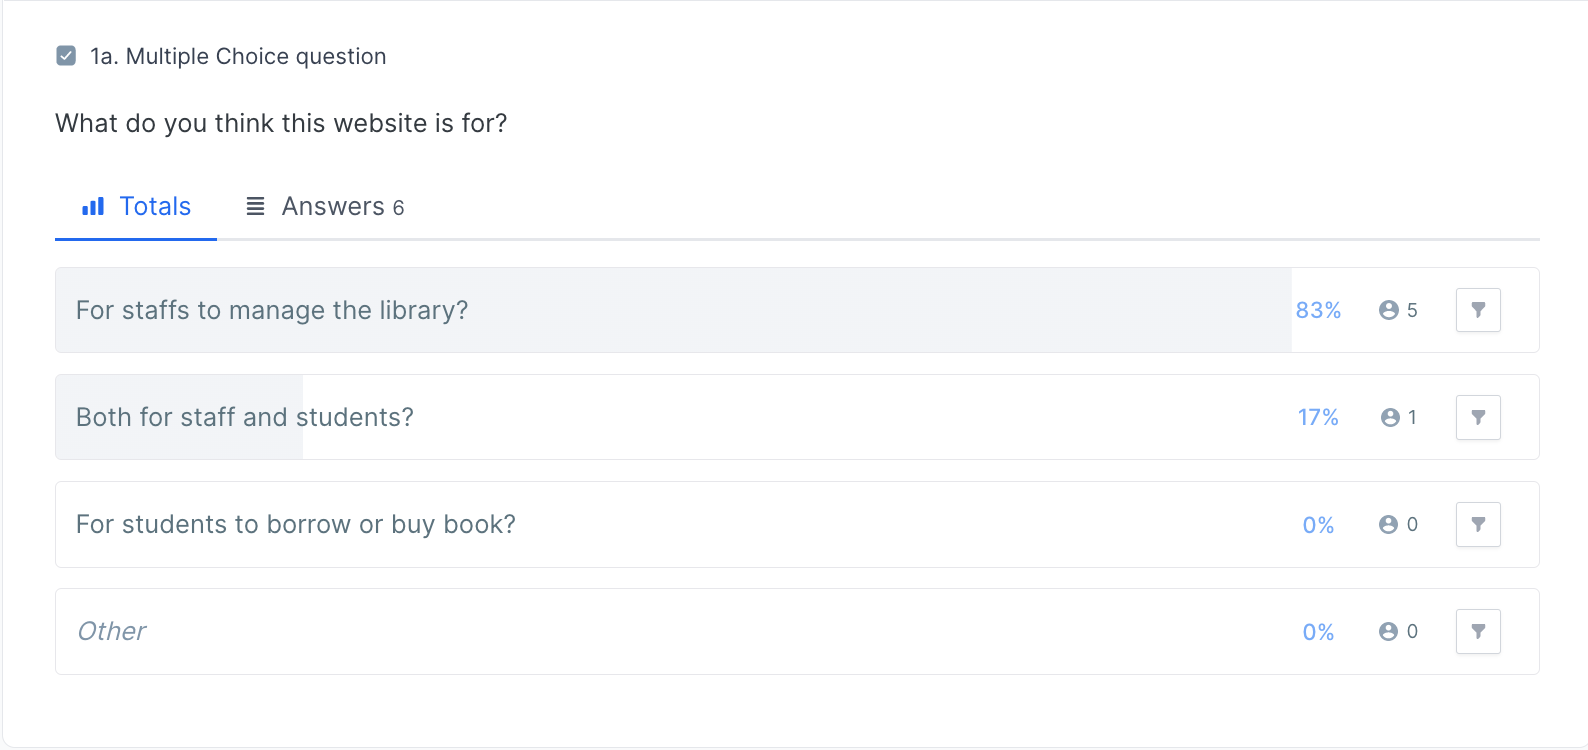 1a. Multiple Choice question
What do you think this website is for?
Totals Answers 6
For staffs to manage the library? 83% 5
Both for staff and students? 17% 1
For students to borrow or buy book? 0% 0
Other 0% 0